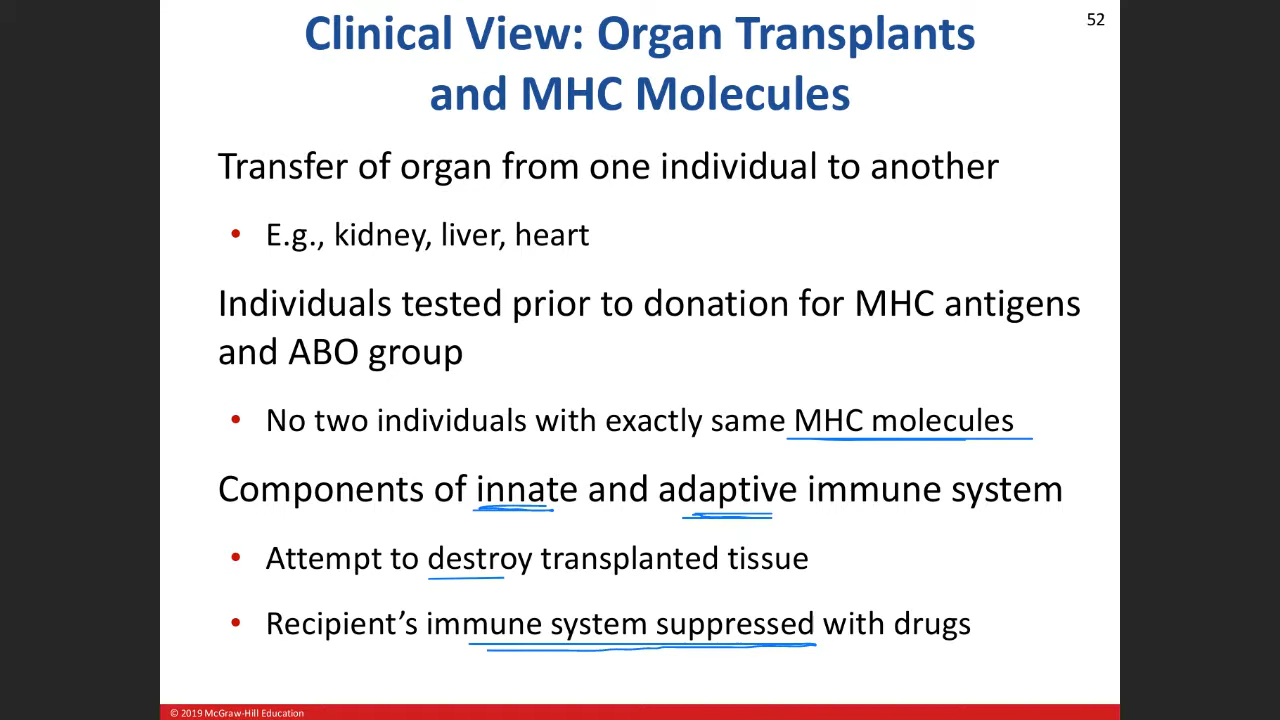 52
Clinical View: Organ Transplants
and MHC Molecules
Transfer of organ from one individual to another
• E.g., kidney, liver, heart
Individuals tested prior to donation for MHC antigens
and ABO group
• No two individuals with exactly same MHC molecules
Components of innate and adaptive immune system
• Attempt to destroy transplanted tissue
• Recipient’s immune system suppressed with drugs
© 2019 McGraw-Hill Education